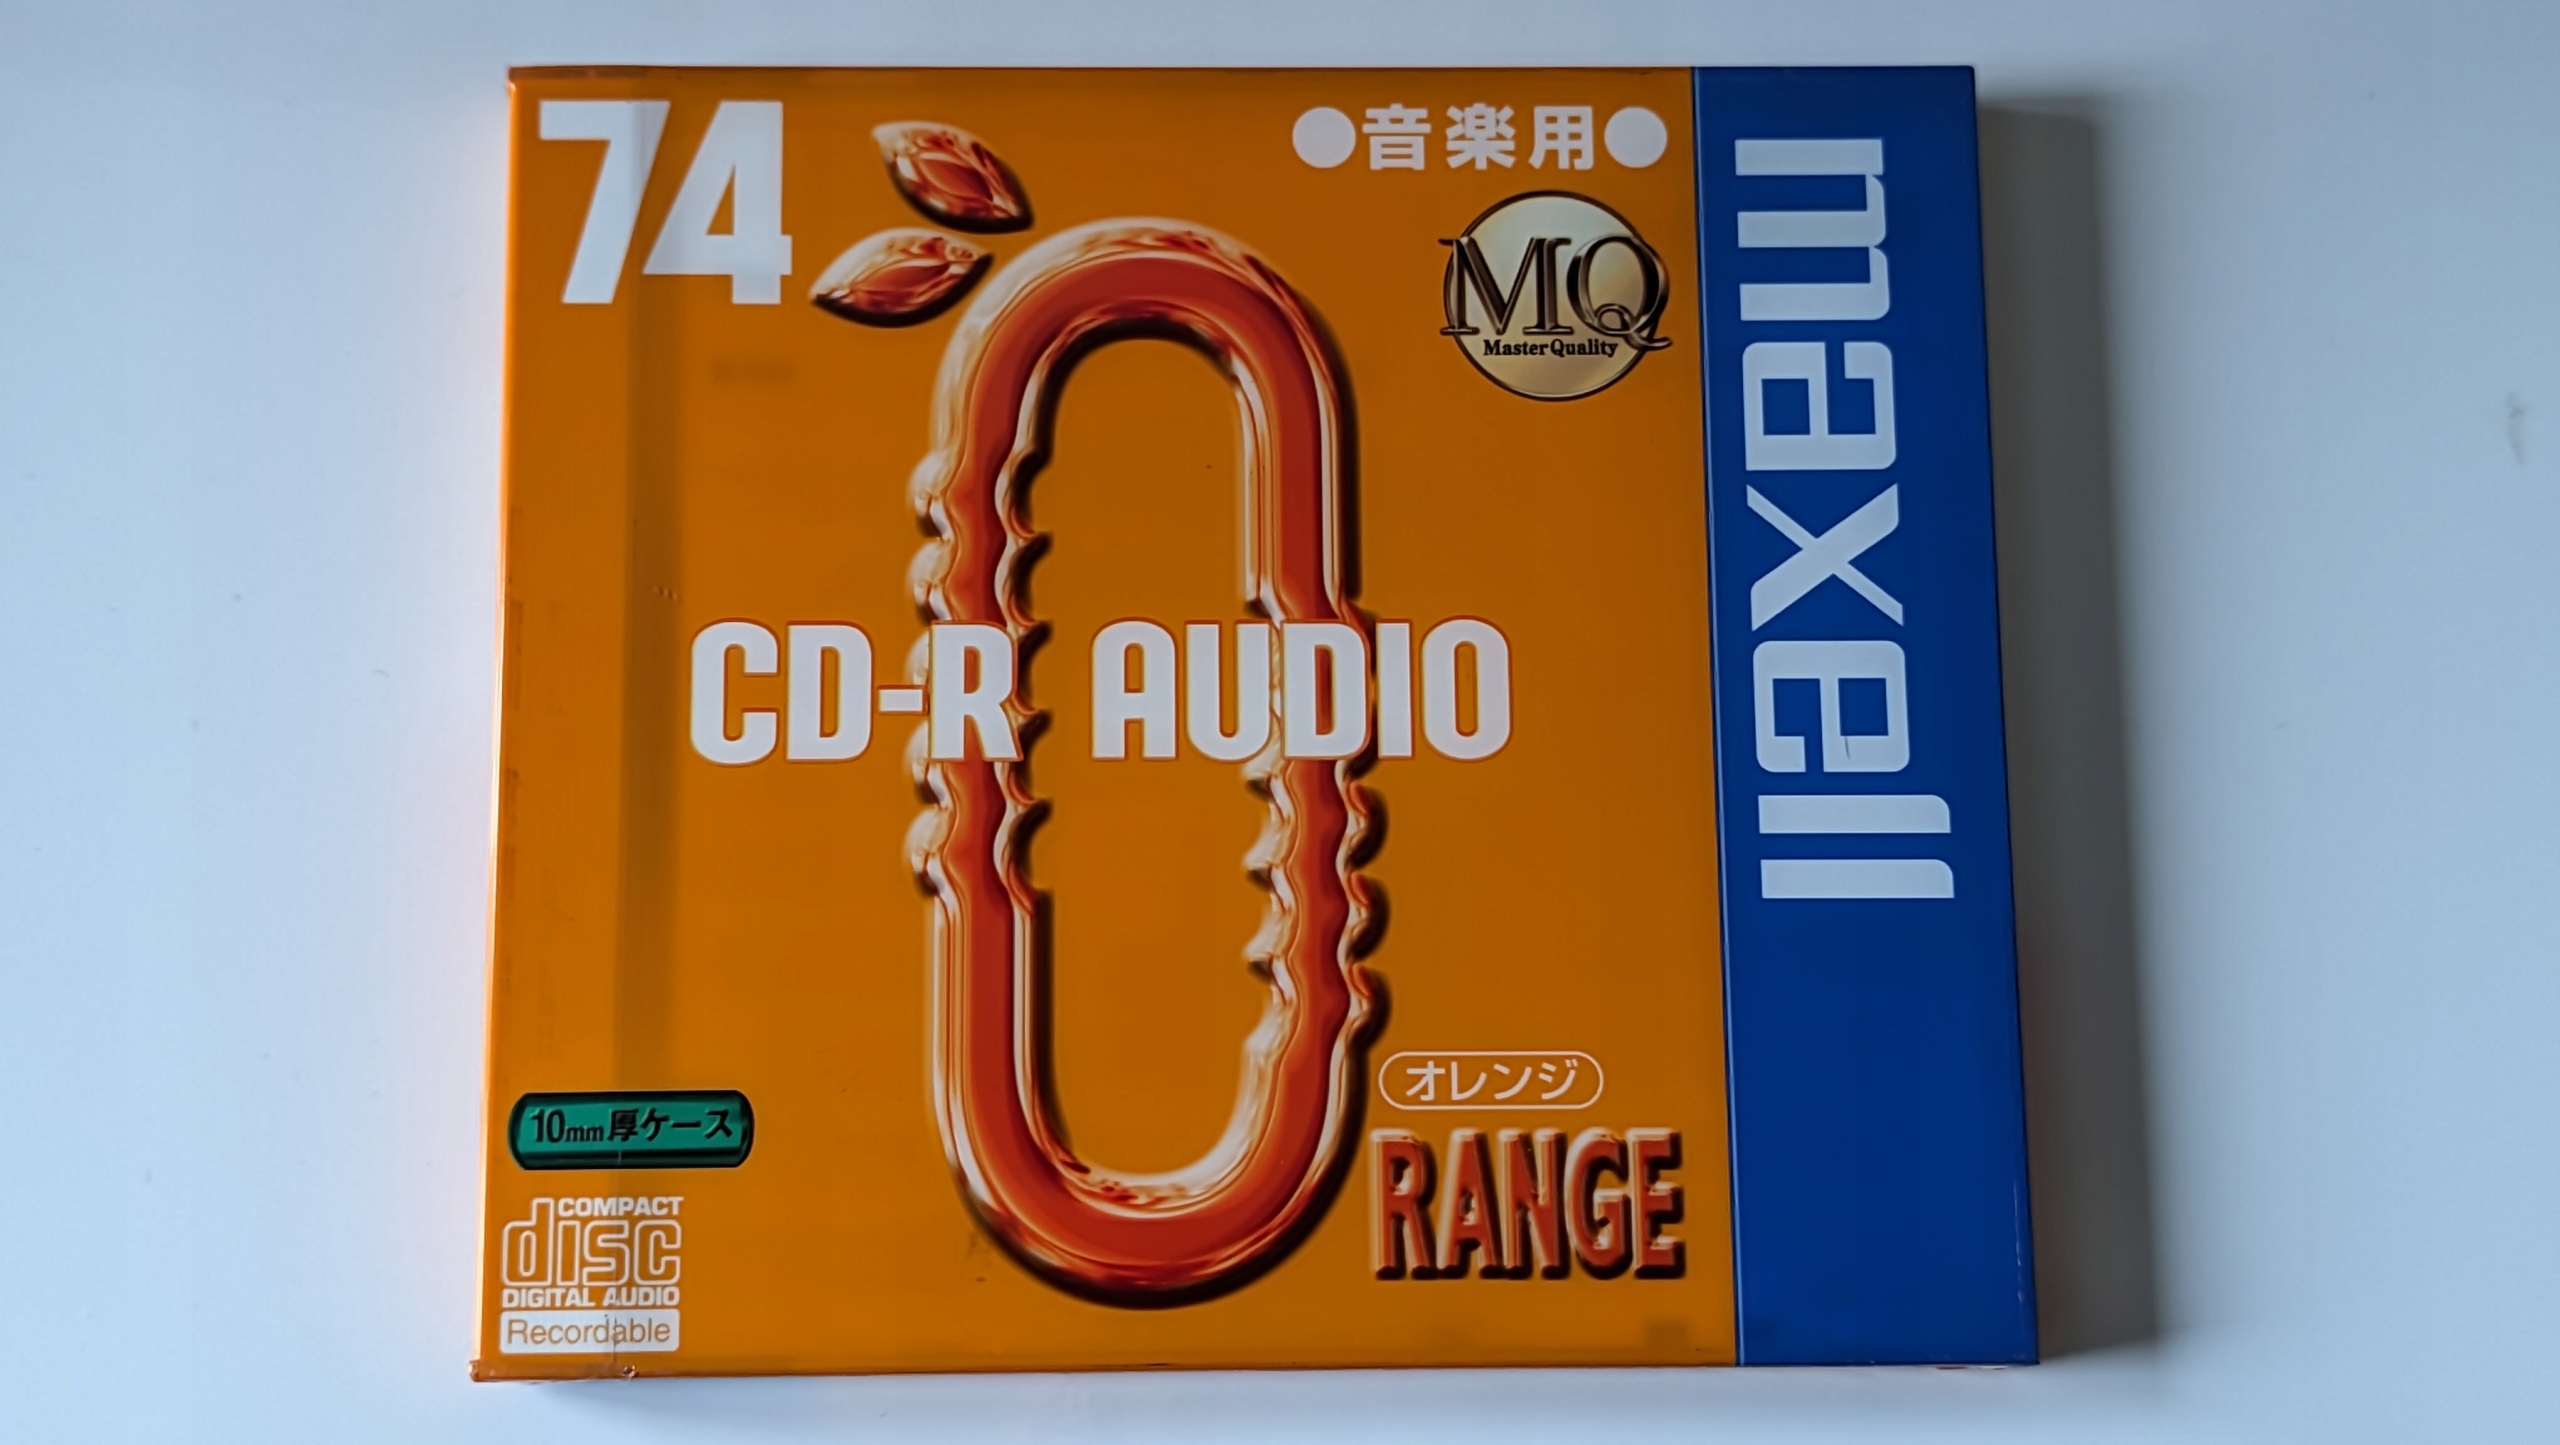 74
●音楽用●
MQ
Master Quality
maxell
CD-R AUDIO
オレンジ
ORANGE
10mm厚ケース
COMPACT
disc
DIGITAL AUDIO
Recordable